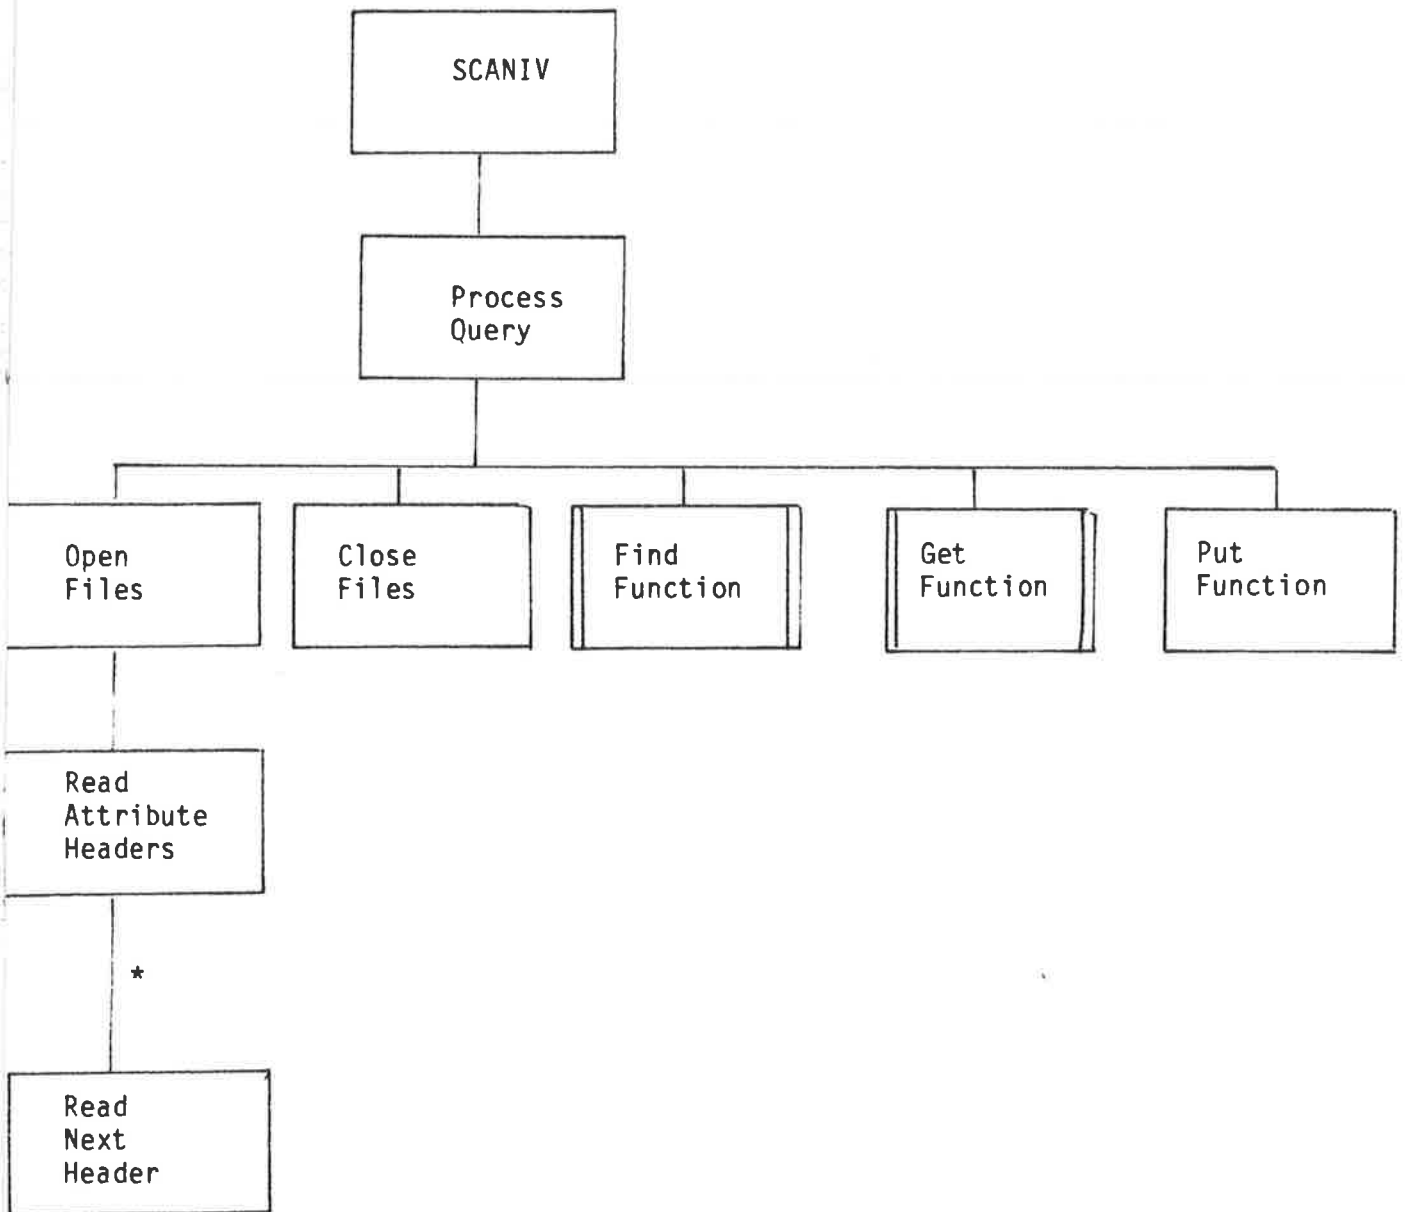 SCANIV
Process
Query
Open
Files
Close
Files
Find
Function
Get
Function
Put
Function
Read
Attribute
Headers
*
Read
Next
Header